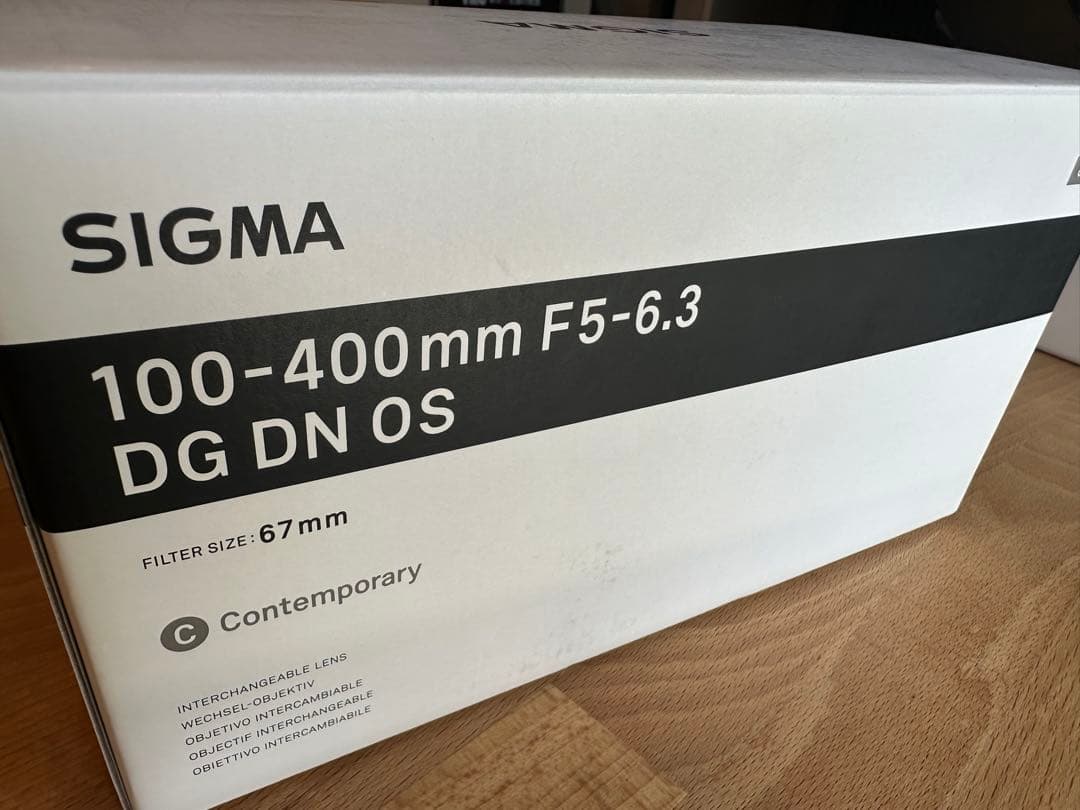 SIGMA
SIGMA
100-400mm F5-6.3
DG DN OS
FILTER SIZE: 67mm
C Contemporary
INTERCHANGEABLE LENS
WECHSEL-OBJEKTIV
OBJETIVO INTERCAMBIABLE
OBJECTIF INTERCHANGEABLE
OBIETTIVO INTERCAMBIABILE